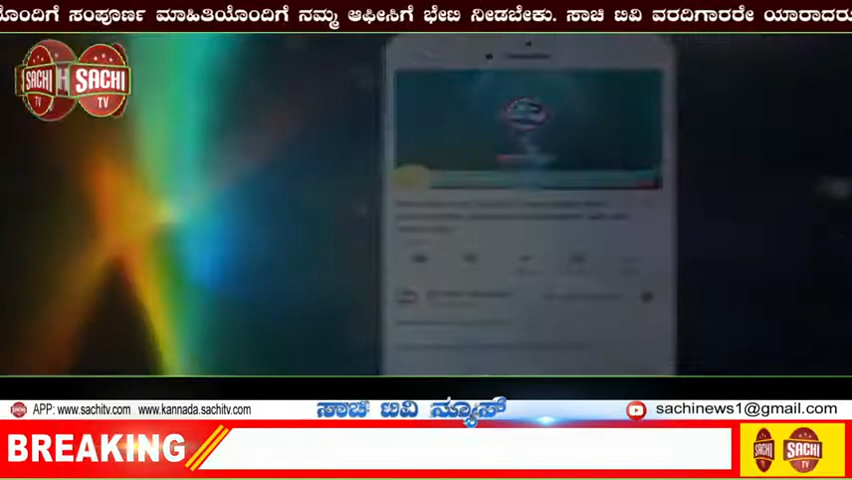 ಯೊಂದಿಗೆ ಸಂಪೂರ್ಣ ಮಾಹಿತಿಯೊಂದಿಗೆ ನಮ್ಮ ಆಫೀಸಿಗೆ ಭೇಟಿ ನೀಡಬೇಕು. ಸಾಚಿ ಟಿವಿ ವರದಿಗಾರರೇ ಯಾರಾದರು
SACHI H SACHI
TV TV
APP: www.sachitv.com www.kannada.sachitv.com ಸಾಚಿ ಟಿವಿ ನ್ಯೂಸ್ sachinews1@gmail.com
BREAKING
SACHI SACHI
TV TV